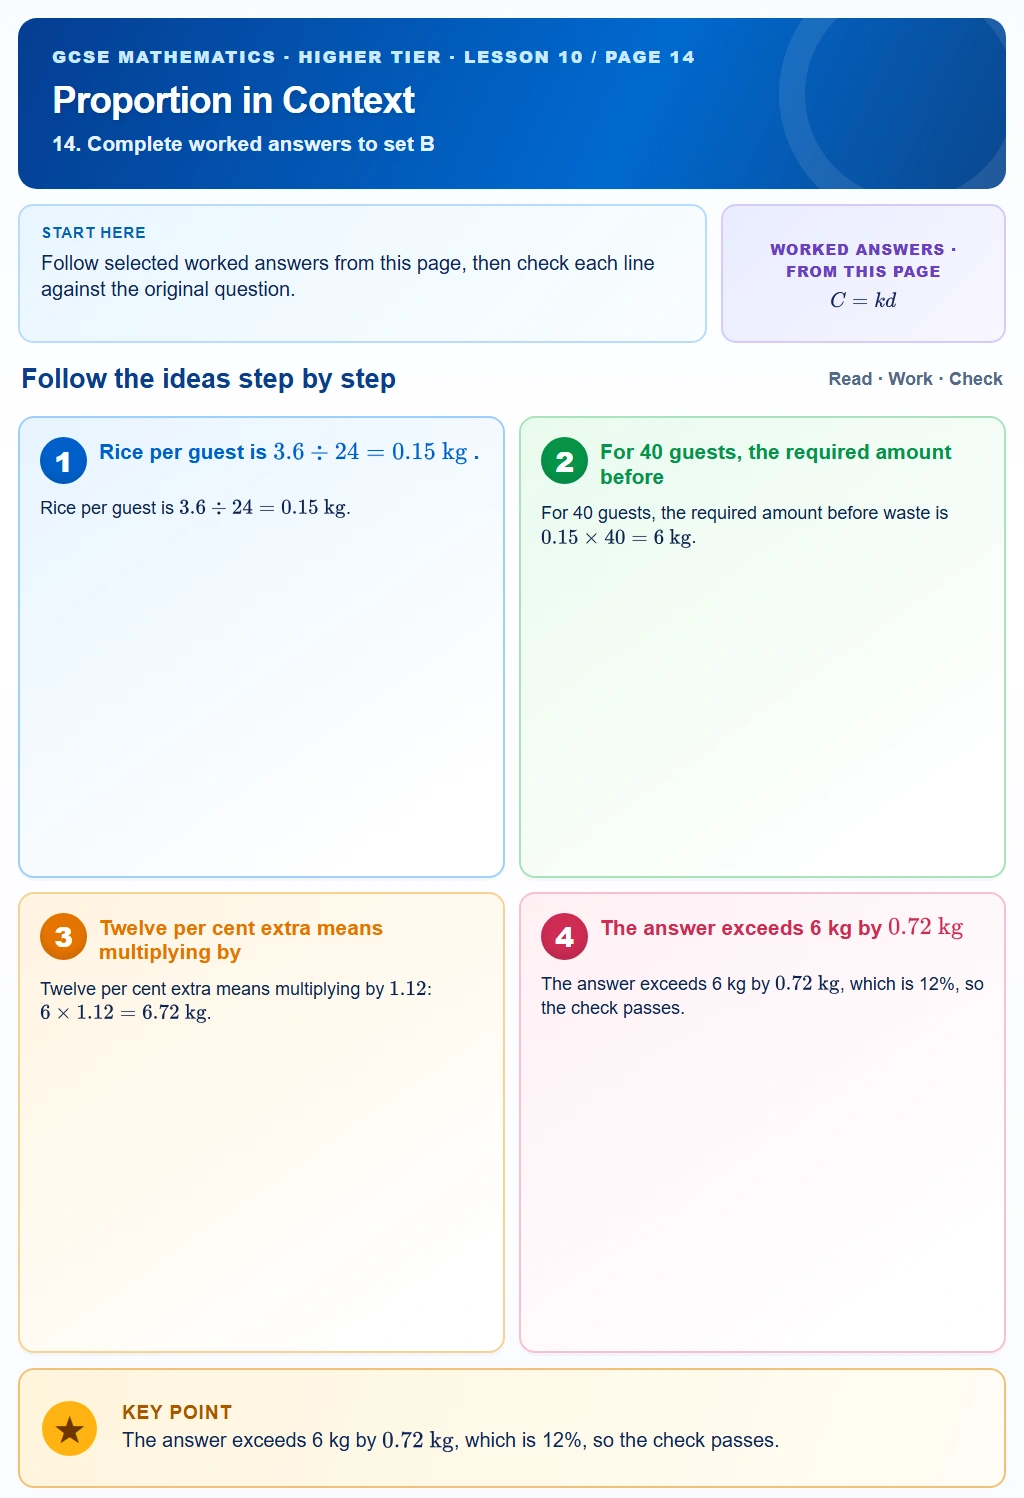 GCSE MATHEMATICS · HIGHER TIER · LESSON 10 / PAGE 14
Proportion in Context
14. Complete worked answers to set B
START HERE
Follow selected worked answers from this page, then check each line
against the original question.
WORKED ANSWERS ·
FROM THIS PAGE
C = kd
Follow the ideas step by step
Read · Work · Check
1
Rice per guest is 3.6 ÷ 24 = 0.15 kg .
Rice per guest is 3.6 ÷ 24 = 0.15 kg.
2
For 40 guests, the required amount
before
For 40 guests, the required amount before waste is
0.15 × 40 = 6 kg.
3
Twelve per cent extra means
multiplying by
Twelve per cent extra means multiplying by 1.12:
6 × 1.12 = 6.72 kg.
4
The answer exceeds 6 kg by 0.72 kg
The answer exceeds 6 kg by 0.72 kg, which is 12%, so
the check passes.
KEY POINT
The answer exceeds 6 kg by 0.72 kg, which is 12%, so the check passes.